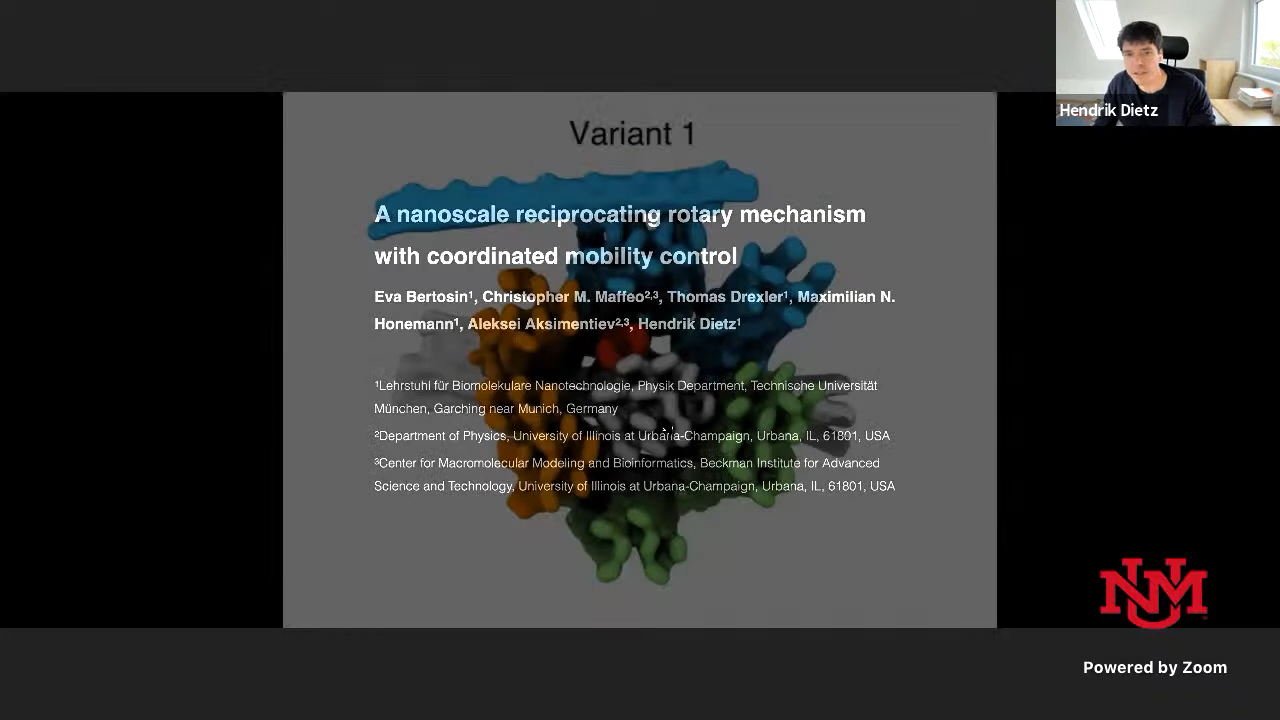 Variant 1
A nanoscale reciprocating rotary mechanism
with coordinated mobility control
Eva Bertosin¹, Christopher M. Maffeo²,³, Thomas Drexler¹, Maximilian N.
Honemann¹, Aleksei Aksimentiev²,³, Hendrik Dietz¹
¹Lehrstuhl für Biomolekulare Nanotechnologie, Physik Department, Technische Universität
München, Garching near Munich, Germany
²Department of Physics, University of Illinois at Urbana-Champaign, Urbana, IL, 61801, USA
³Center for Macromolecular Modeling and Bioinformatics, Beckman Institute for Advanced
Science and Technology, University of Illinois at Urbana-Champaign, Urbana, IL, 61801, USA
Hendrik Dietz
UNM
Powered by Zoom